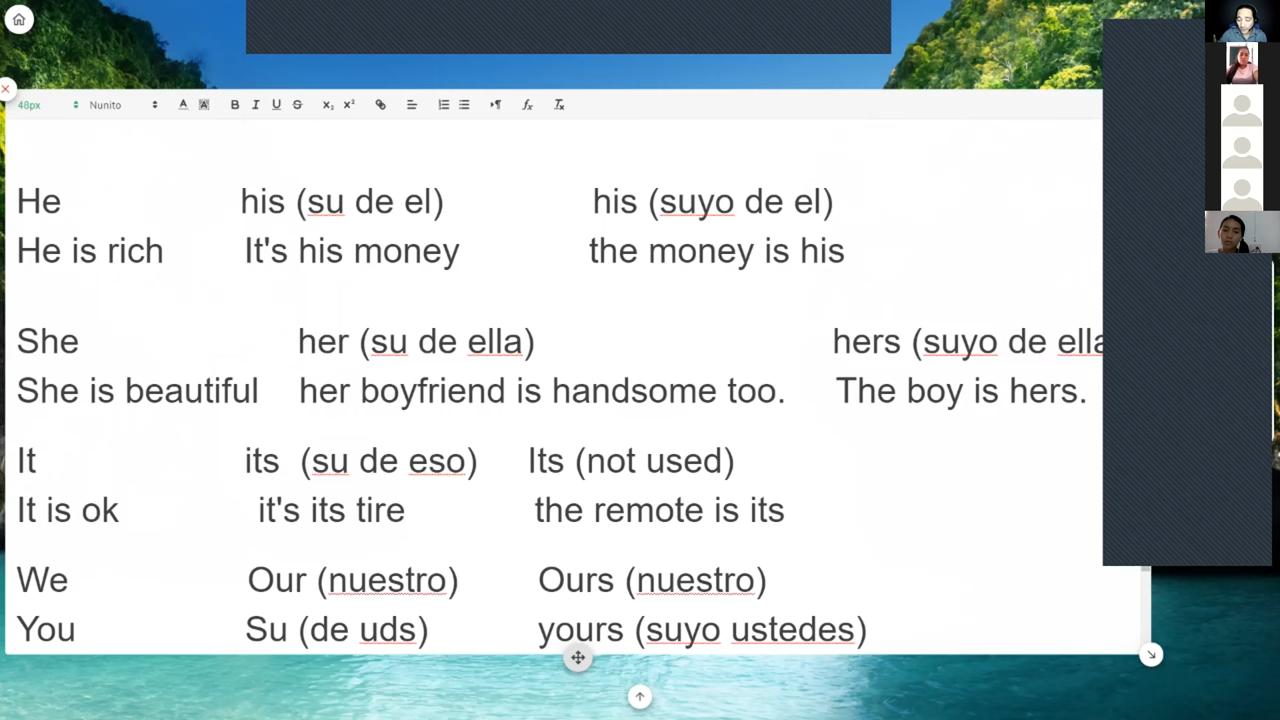 48px Nunito
He his (su de el) his (suyo de el)
He is rich It's his money the money is his
She her (su de ella) hers (suyo de ella
She is beautiful her boyfriend is handsome too. The boy is hers.
It its (su de eso) Its (not used)
It is ok it's its tire the remote is its
We Our (nuestro) Ours (nuestro)
You Su (de uds) yours (suyo ustedes)